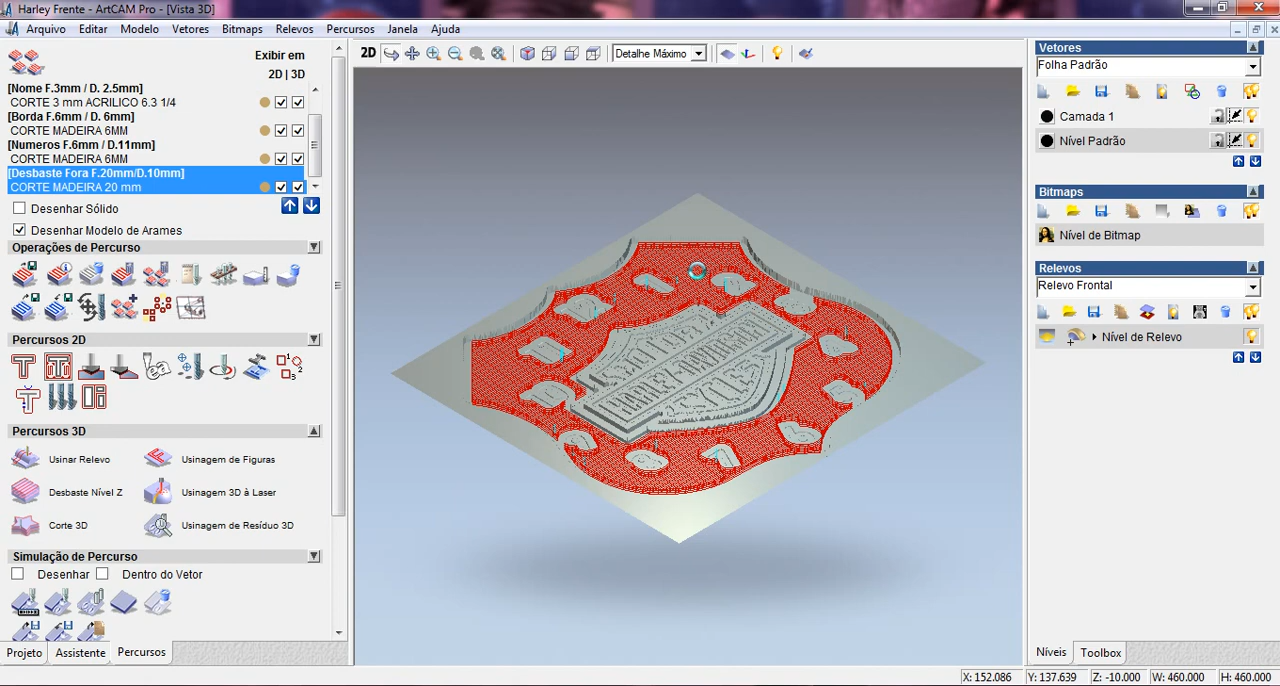 Harley Frente - ArtCAM Pro - [Vista 3D]
Arquivo Editar Modelo Vetores Bitmaps Relevos Percursos Janela Ajuda
Exibir em
2D | 3D
[Nome F.3mm / D. 2.5mm]
CORTE 3 mm ACRILICO 6.3 1/4
[Borda F.6mm / D. 6mm]
CORTE MADEIRA 6MM
[Numeros F.6mm / D.11mm]
CORTE MADEIRA 6MM
[Desbaste Fora F.20mm/D.10mm]
CORTE MADEIRA 20 mm
Desenhar Sólido
Desenhar Modelo de Arames
Operações de Percurso
Percursos 2D
Percursos 3D
Usinar Relevo
Usinagem de Figuras
Desbaste Nível Z
Usinagem 3D à Laser
Corte 3D
Usinagem de Resíduo 3D
Simulação de Percurso
Desenhar
Dentro do Vetor
Projeto Assistente Percursos
2D
Detalhe Máximo
HARLEY-DAVIDSON
Vetores
Folha Padrão
Camada 1
Nível Padrão
Bitmaps
Nível de Bitmap
Relevos
Relevo Frontal
Nível de Relevo
Níveis Toolbox
X: 152.086 Y: 137.639 Z: -10.000 W: 460.000 H: 460.000